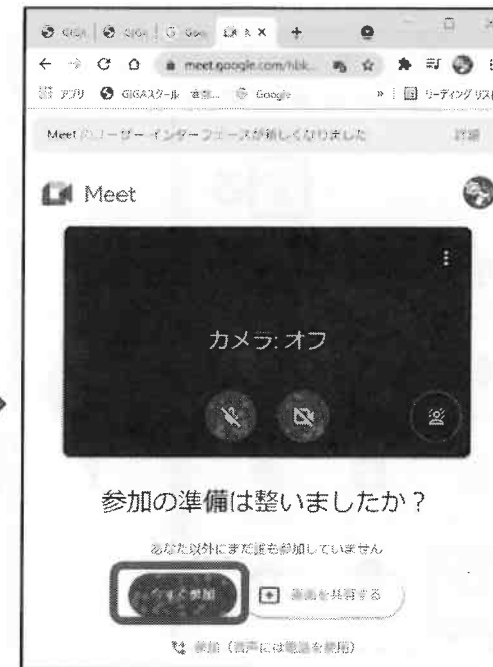 GIGA GIGA G Goo
meet.google.com/hbk...
アプリ GIGAスクール Google » リーディングリスト
Meet のユーザー インターフェースが新しくなりました 詳細
Meet
カメラ: オフ
参加の準備は整いましたか？
あなた以外にまだ誰も参加していません
今すぐ参加 画面を共有する
参加（音声には電話を使用）